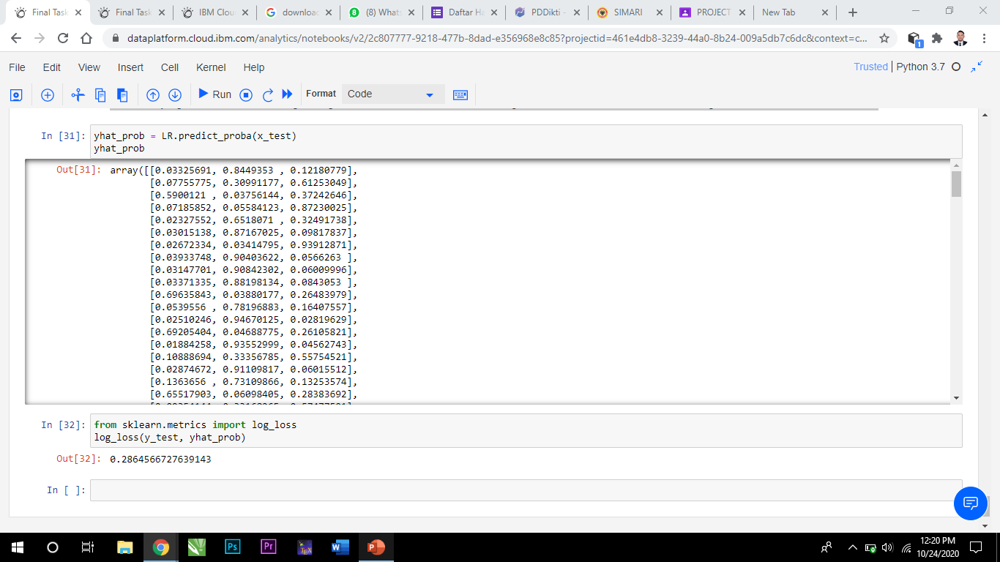 Final Task
Final Task
IBM Clou
downloac
(8) Whats
Daftar Ha
PDDikti -
SIMARI
PROJECT
New Tab
dataplatform.cloud.ibm.com/analytics/notebooks/v2/2c807777-9218-477b-8dad-e356968e8c85?projectid=461e4db8-3239-44a0-8b24-009a5db7c6dc&context=c...
1
File Edit View Insert Cell Kernel Help
Trusted | Python 3.7
Run
Format
Code
In [31]: yhat_prob = LR.predict_proba(x_test)
yhat_prob
Out[31]: array([[0.03325691, 0.8449353 , 0.12180779],
[0.07755775, 0.30991177, 0.61253049],
[0.5900121 , 0.03756144, 0.37242646],
[0.07185852, 0.05584123, 0.87230025],
[0.02327552, 0.6518071 , 0.32491738],
[0.03015138, 0.87167025, 0.09817837],
[0.02672334, 0.03414795, 0.93912871],
[0.03933748, 0.90403622, 0.0566263 ],
[0.03147701, 0.90842302, 0.06009996],
[0.03371335, 0.88198134, 0.0843053 ],
[0.69635843, 0.03880177, 0.26483979],
[0.0539556 , 0.78196883, 0.16407557],
[0.02510246, 0.94670125, 0.02819629],
[0.69205404, 0.04688775, 0.26105821],
[0.01884258, 0.93552999, 0.04562743],
[0.10888694, 0.33356785, 0.55754521],
[0.02874672, 0.91109817, 0.06015512],
[0.1363656 , 0.73109866, 0.13253574],
[0.65517903, 0.06098405, 0.28383692],
In [32]: from sklearn.metrics import log_loss
log_loss(y_test, yhat_prob)
Out[32]: 0.2864566727639143
In [ ]:
Ps
Pr
TEX
W
P
12:20 PM
10/24/2020